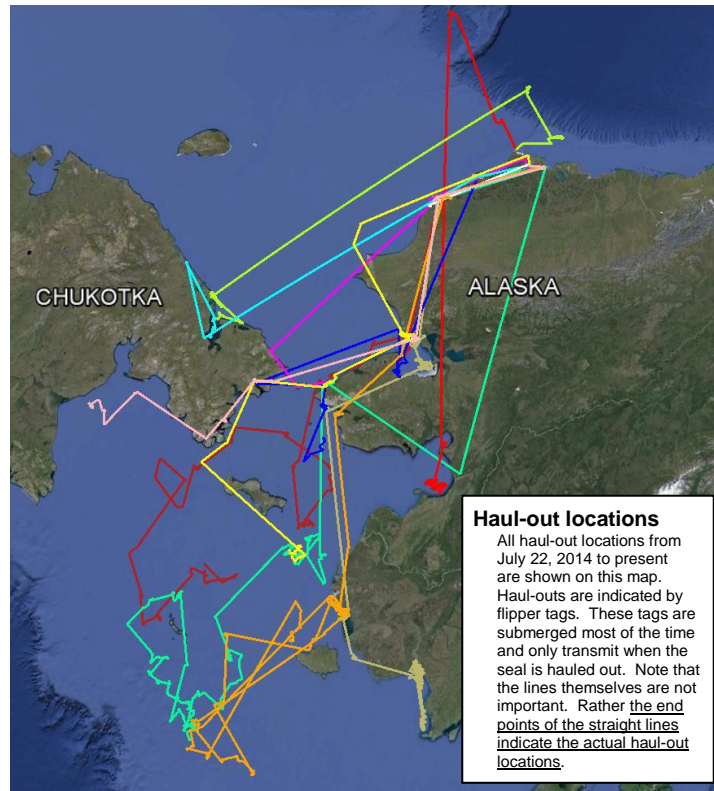 CHUKOTKA
ALASKA
Haul-out locations
All haul-out locations from
July 22, 2014 to present
are shown on this map.
Haul-outs are indicated by
flipper tags. These tags are
submerged most of the time
and only transmit when the
seal is hauled out. Note that
the lines themselves are not
important. Rather the end
points of the straight lines
indicate the actual haul-out
locations.